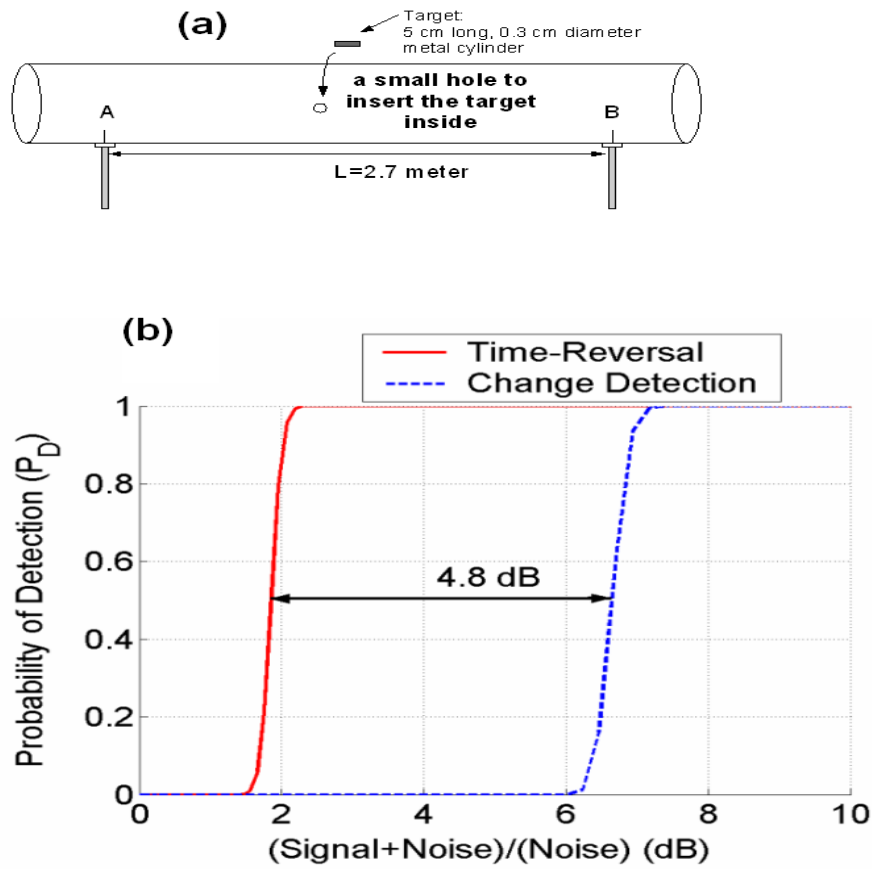 (a)
Target:
5 cm long, 0.3 cm diameter
metal cylinder
a small hole to
insert the target
inside
A
B
L=2.7 meter
(b)
Time-Reversal
Change Detection
Probability of Detection (P_D)
1
0.8
0.6
0.4
0.2
0
4.8 dB
0 2 4 6 8 10
(Signal+Noise)/(Noise) (dB)